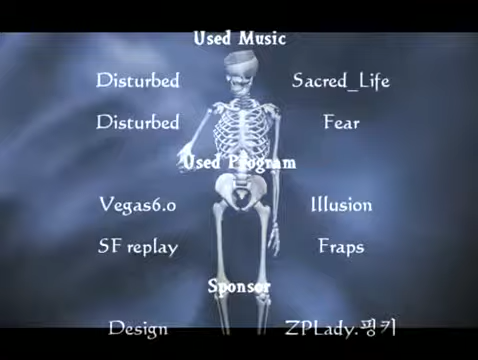 Used Music
Disturbed Sacred_Life
Disturbed Fear
Used Program
Vegas6.0 Illusion
SF replay Fraps
Sponsor
Design ZPLady.핑키